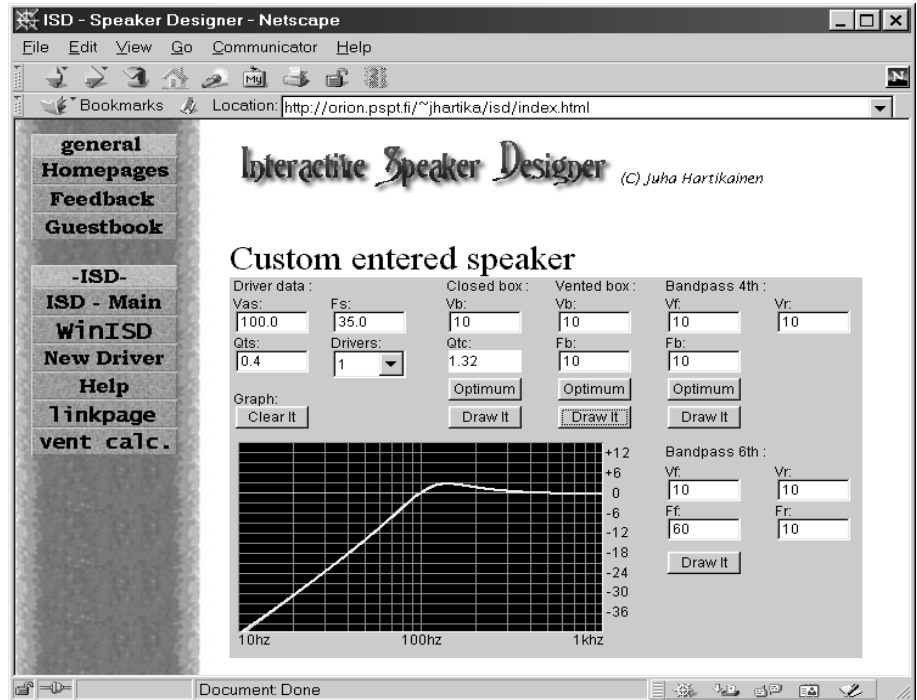 ISD - Speaker Designer - Netscape
File Edit View Go Communicator Help
My N
Bookmarks Location: http://orion.pspt.fi/~jhartika/isd/index.html
general
Homepages
Feedback
Guestbook
-ISD-
ISD - Main
WinISD
New Driver
Help
linkpage
vent calc.
Interactive Speaker Designer (C) Juha Hartikainen
Custom entered speaker
Driver data : Closed box : Vented box : Bandpass 4th :
Vas: Fs: Vb: Vb: Vf: Vr:
100.0 35.0 10 10 10 10
Qts: Drivers: Qtc: Fb: Fb:
0.4 1 1.32 10 10
Optimum Optimum Optimum
Graph:
Clear It Draw It Draw It Draw It
+12
+6
0
-6
-12
-18
-24
-30
-36
10hz 100hz 1khz
Bandpass 6th :
Vf: Vr:
10 10
Ff: Fr:
60 10
Draw It
Document: Done